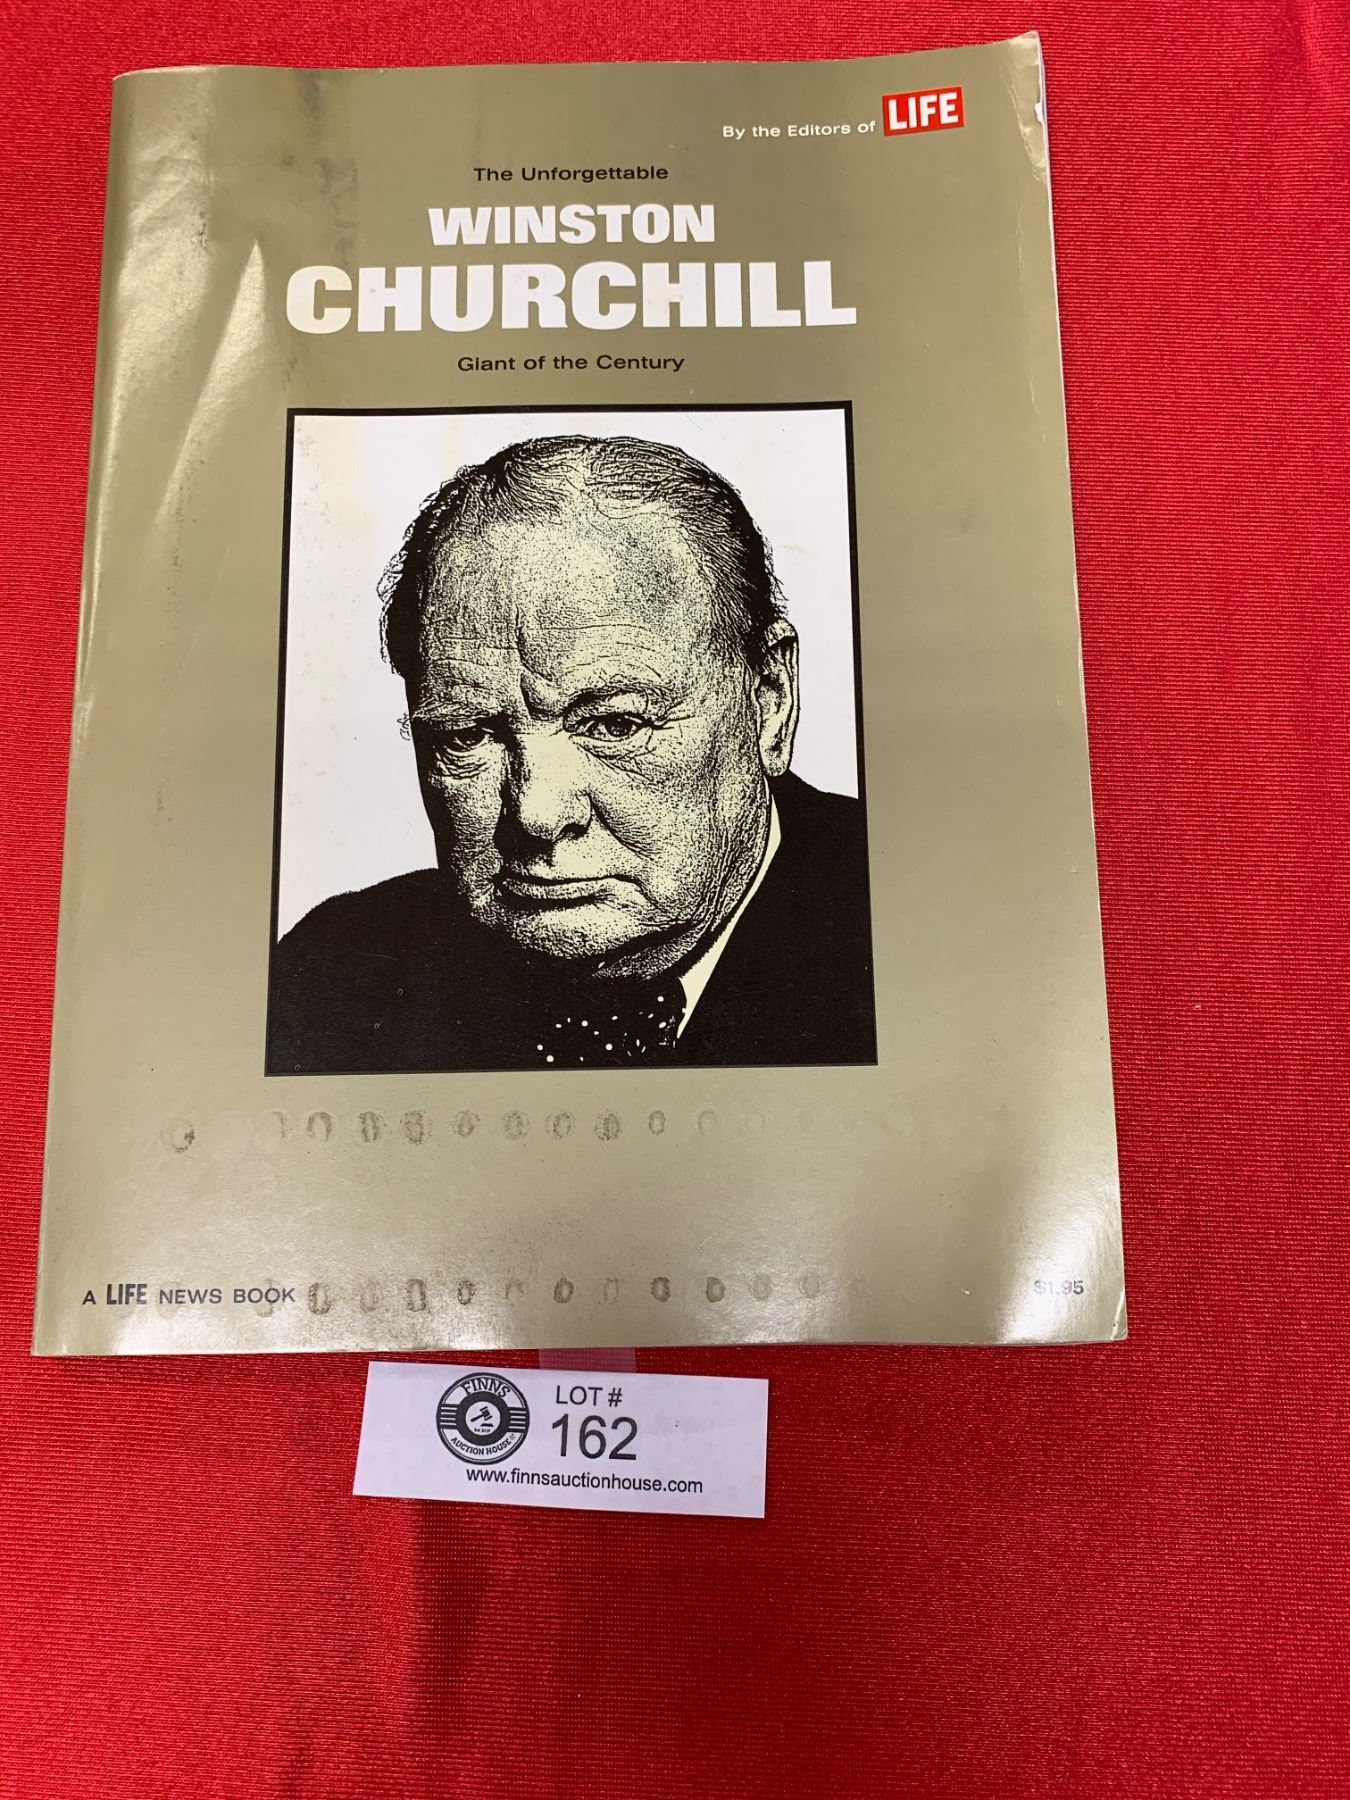 By the Editors of LIFE
The Unforgettable
WINSTON
CHURCHILL
Giant of the Century
A LIFE NEWS BOOK
$1.95
FINNS
AUCTION HOUSE
LOT #
162
www.finnsauctionhouse.com